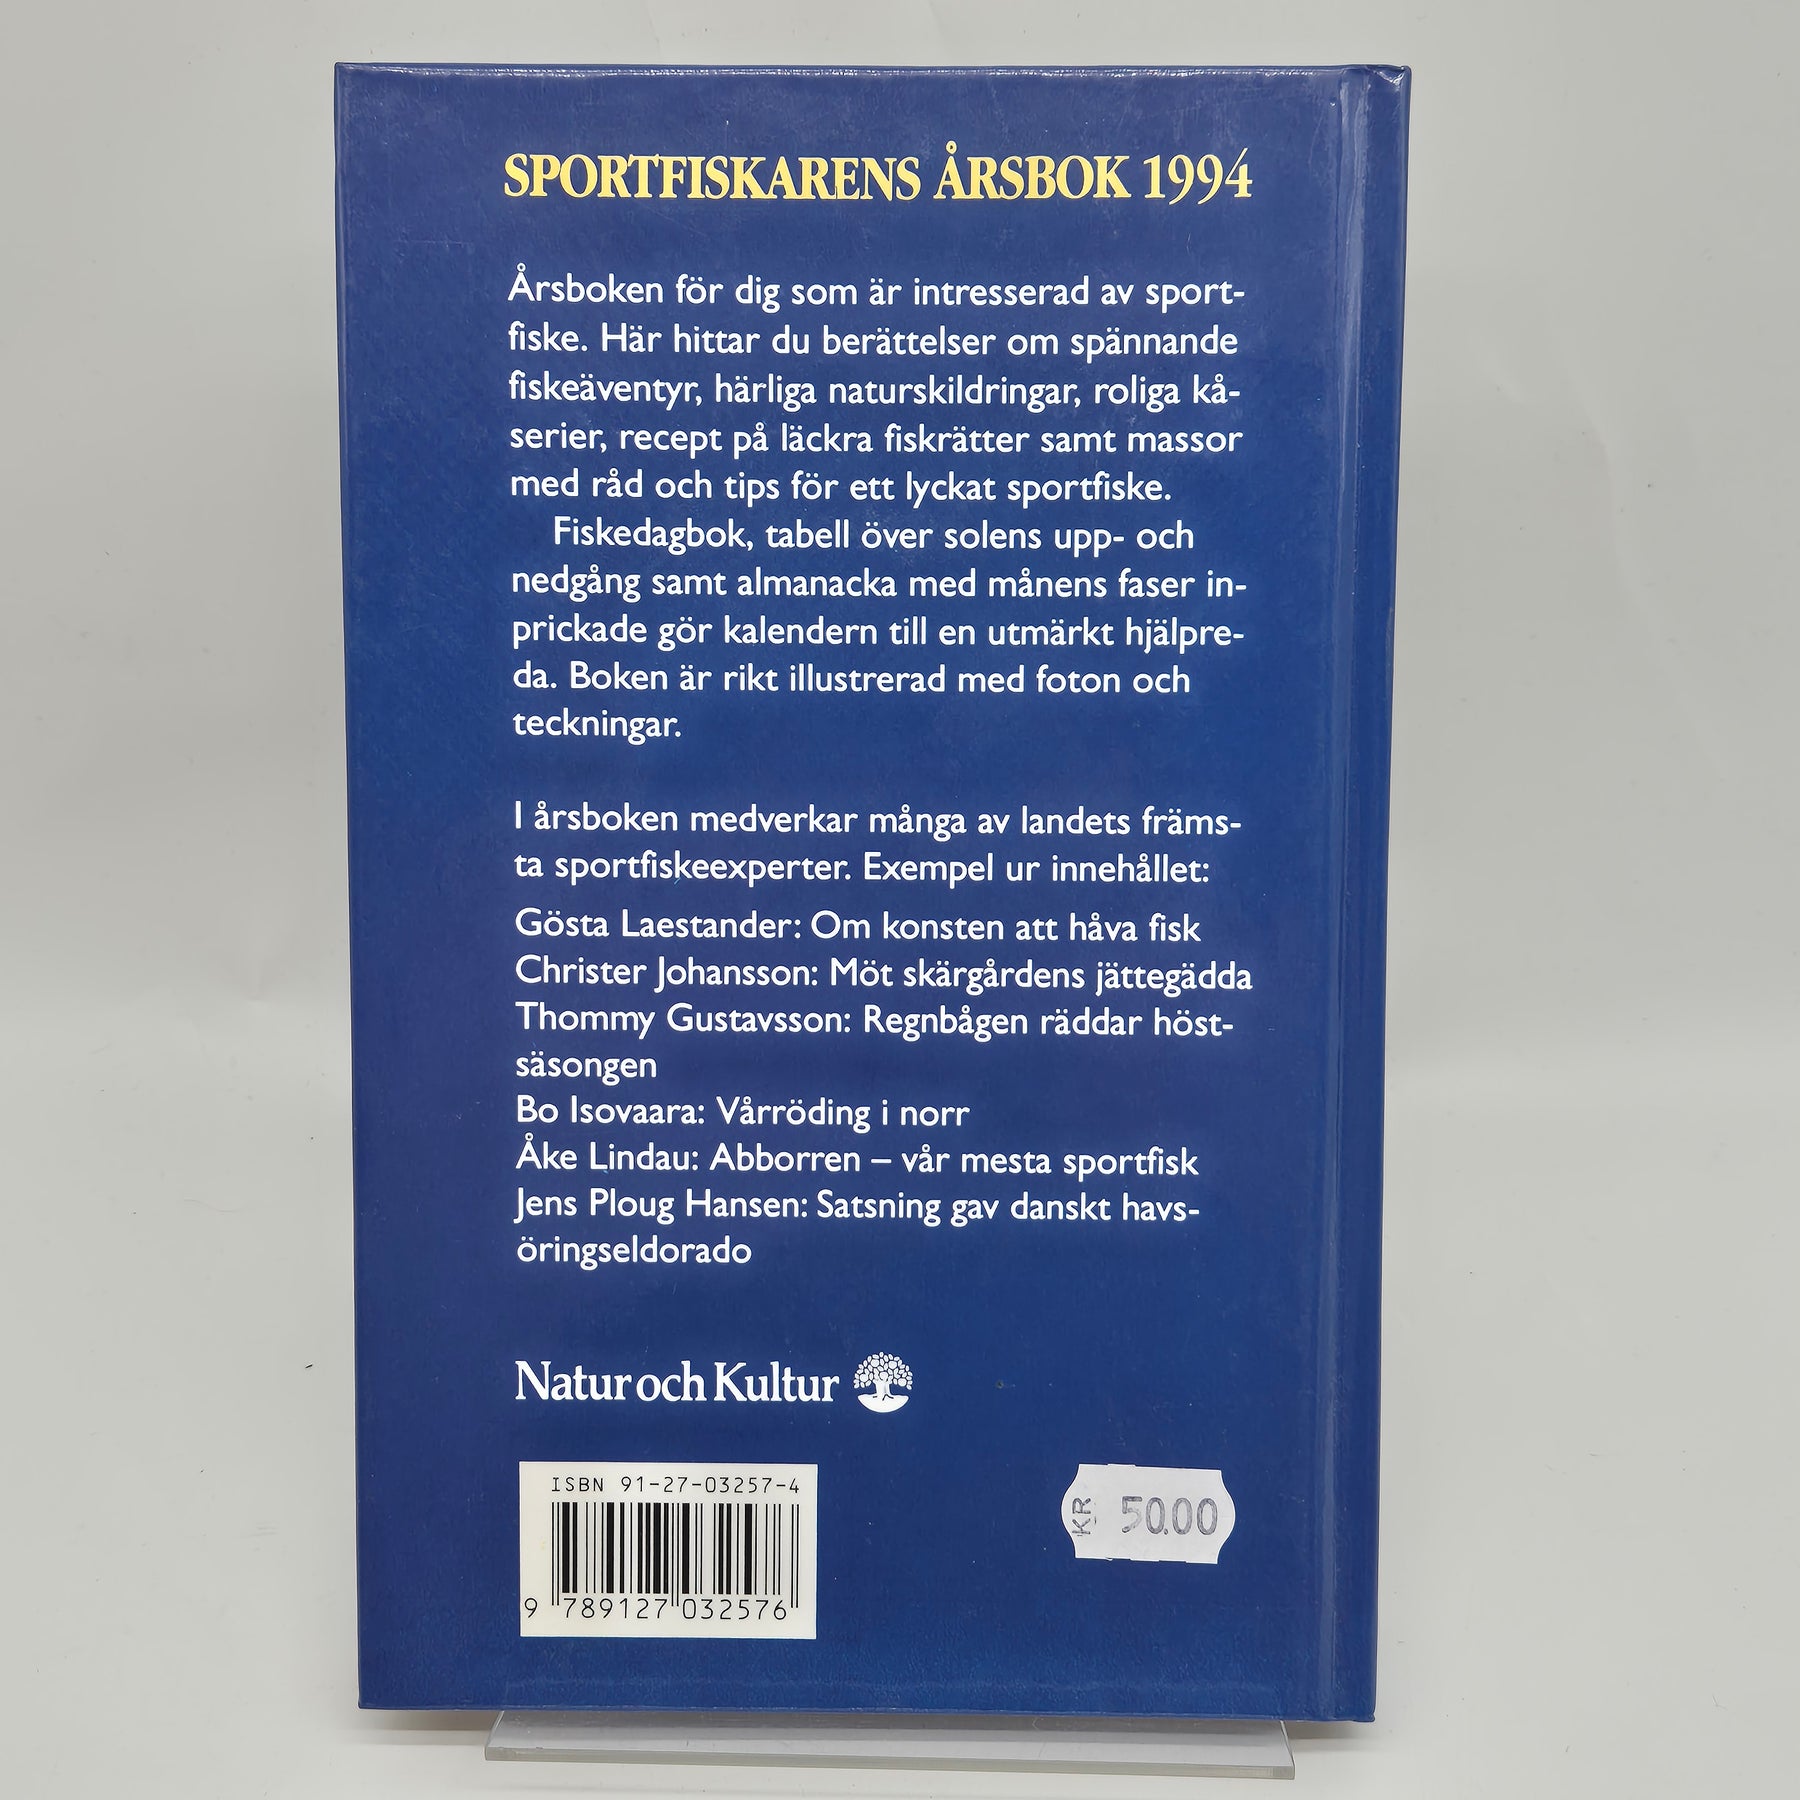 SPORTFISKARENS ÅRSBOK 1994
Årsboken för dig som är intresserad av sport-
fiske. Här hittar du berättelser om spännande
fiskeäventyr, härliga naturskildringar, roliga kå-
serier, recept på läckra fiskrätter samt massor
med råd och tips för ett lyckat sportfiske.
Fiskedagbok, tabell över solens upp- och
nedgång samt almanacka med månens faser in-
prickade gör kalendern till en utmärkt hjälpre-
da. Boken är rikt illustrerad med foton och
teckningar.
I årsboken medverkar många av landets främs-
ta sportfiskeexperter. Exempel ur innehållet:
Gösta Laestander: Om konsten att håva fisk
Christer Johansson: Möt skärgårdens jättegädda
Thommy Gustavsson: Regnbågen räddar höst-
säsongen
Bo Isovaara: Vårröding i norr
Åke Lindau: Abborren – vår mesta sportfisk
Jens Ploug Hansen: Satsning gav danskt havs-
öringseldorado
Natur och Kultur
ISBN 91-27-03257-4
9 789127 032576
KR 50.00